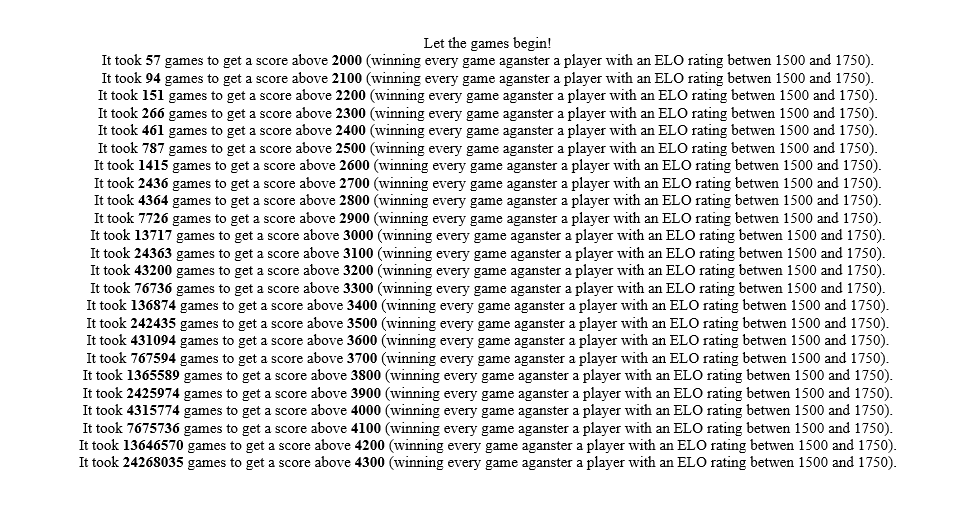 Let the games begin!
It took 57 games to get a score above 2000 (winning every game aganster a player with an ELO rating betwen 1500 and 1750).
It took 94 games to get a score above 2100 (winning every game aganster a player with an ELO rating betwen 1500 and 1750).
It took 151 games to get a score above 2200 (winning every game aganster a player with an ELO rating betwen 1500 and 1750).
It took 266 games to get a score above 2300 (winning every game aganster a player with an ELO rating betwen 1500 and 1750).
It took 461 games to get a score above 2400 (winning every game aganster a player with an ELO rating betwen 1500 and 1750).
It took 787 games to get a score above 2500 (winning every game aganster a player with an ELO rating betwen 1500 and 1750).
It took 1415 games to get a score above 2600 (winning every game aganster a player with an ELO rating betwen 1500 and 1750).
It took 2436 games to get a score above 2700 (winning every game aganster a player with an ELO rating betwen 1500 and 1750).
It took 4364 games to get a score above 2800 (winning every game aganster a player with an ELO rating betwen 1500 and 1750).
It took 7726 games to get a score above 2900 (winning every game aganster a player with an ELO rating betwen 1500 and 1750).
It took 13717 games to get a score above 3000 (winning every game aganster a player with an ELO rating betwen 1500 and 1750).
It took 24363 games to get a score above 3100 (winning every game aganster a player with an ELO rating betwen 1500 and 1750).
It took 43200 games to get a score above 3200 (winning every game aganster a player with an ELO rating betwen 1500 and 1750).
It took 76736 games to get a score above 3300 (winning every game aganster a player with an ELO rating betwen 1500 and 1750).
It took 136874 games to get a score above 3400 (winning every game aganster a player with an ELO rating betwen 1500 and 1750).
It took 242435 games to get a score above 3500 (winning every game aganster a player with an ELO rating betwen 1500 and 1750).
It took 431094 games to get a score above 3600 (winning every game aganster a player with an ELO rating betwen 1500 and 1750).
It took 767594 games to get a score above 3700 (winning every game aganster a player with an ELO rating betwen 1500 and 1750).
It took 1365589 games to get a score above 3800 (winning every game aganster a player with an ELO rating betwen 1500 and 1750).
It took 2425974 games to get a score above 3900 (winning every game aganster a player with an ELO rating betwen 1500 and 1750).
It took 4315774 games to get a score above 4000 (winning every game aganster a player with an ELO rating betwen 1500 and 1750).
It took 7675736 games to get a score above 4100 (winning every game aganster a player with an ELO rating betwen 1500 and 1750).
It took 13646570 games to get a score above 4200 (winning every game aganster a player with an ELO rating betwen 1500 and 1750).
It took 24268035 games to get a score above 4300 (winning every game aganster a player with an ELO rating betwen 1500 and 1750).